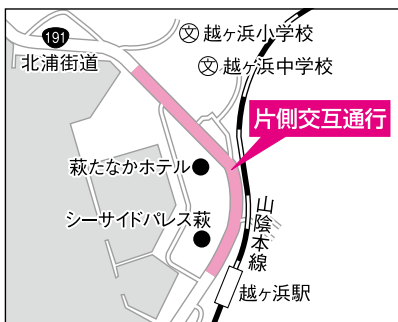 191
北浦街道
文 越ヶ浜小学校
文 越ヶ浜中学校
片側交互通行
萩たなかホテル
シーサイドパレス萩
山陰本線
越ヶ浜駅